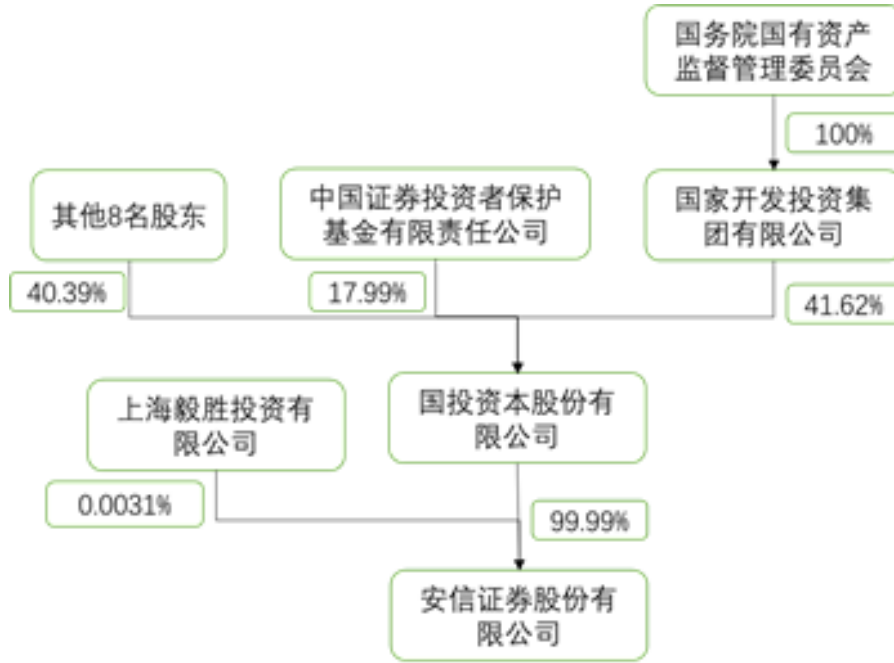 国务院国有资产
监督管理委员会
100%
其他8名股东
中国证券投资者保护
基金有限责任公司
国家开发投资集
团有限公司
40.39%
17.99%
41.62%
上海毅胜投资有
限公司
国投资本股份有
限公司
0.0031%
99.99%
安信证券股份有
限公司